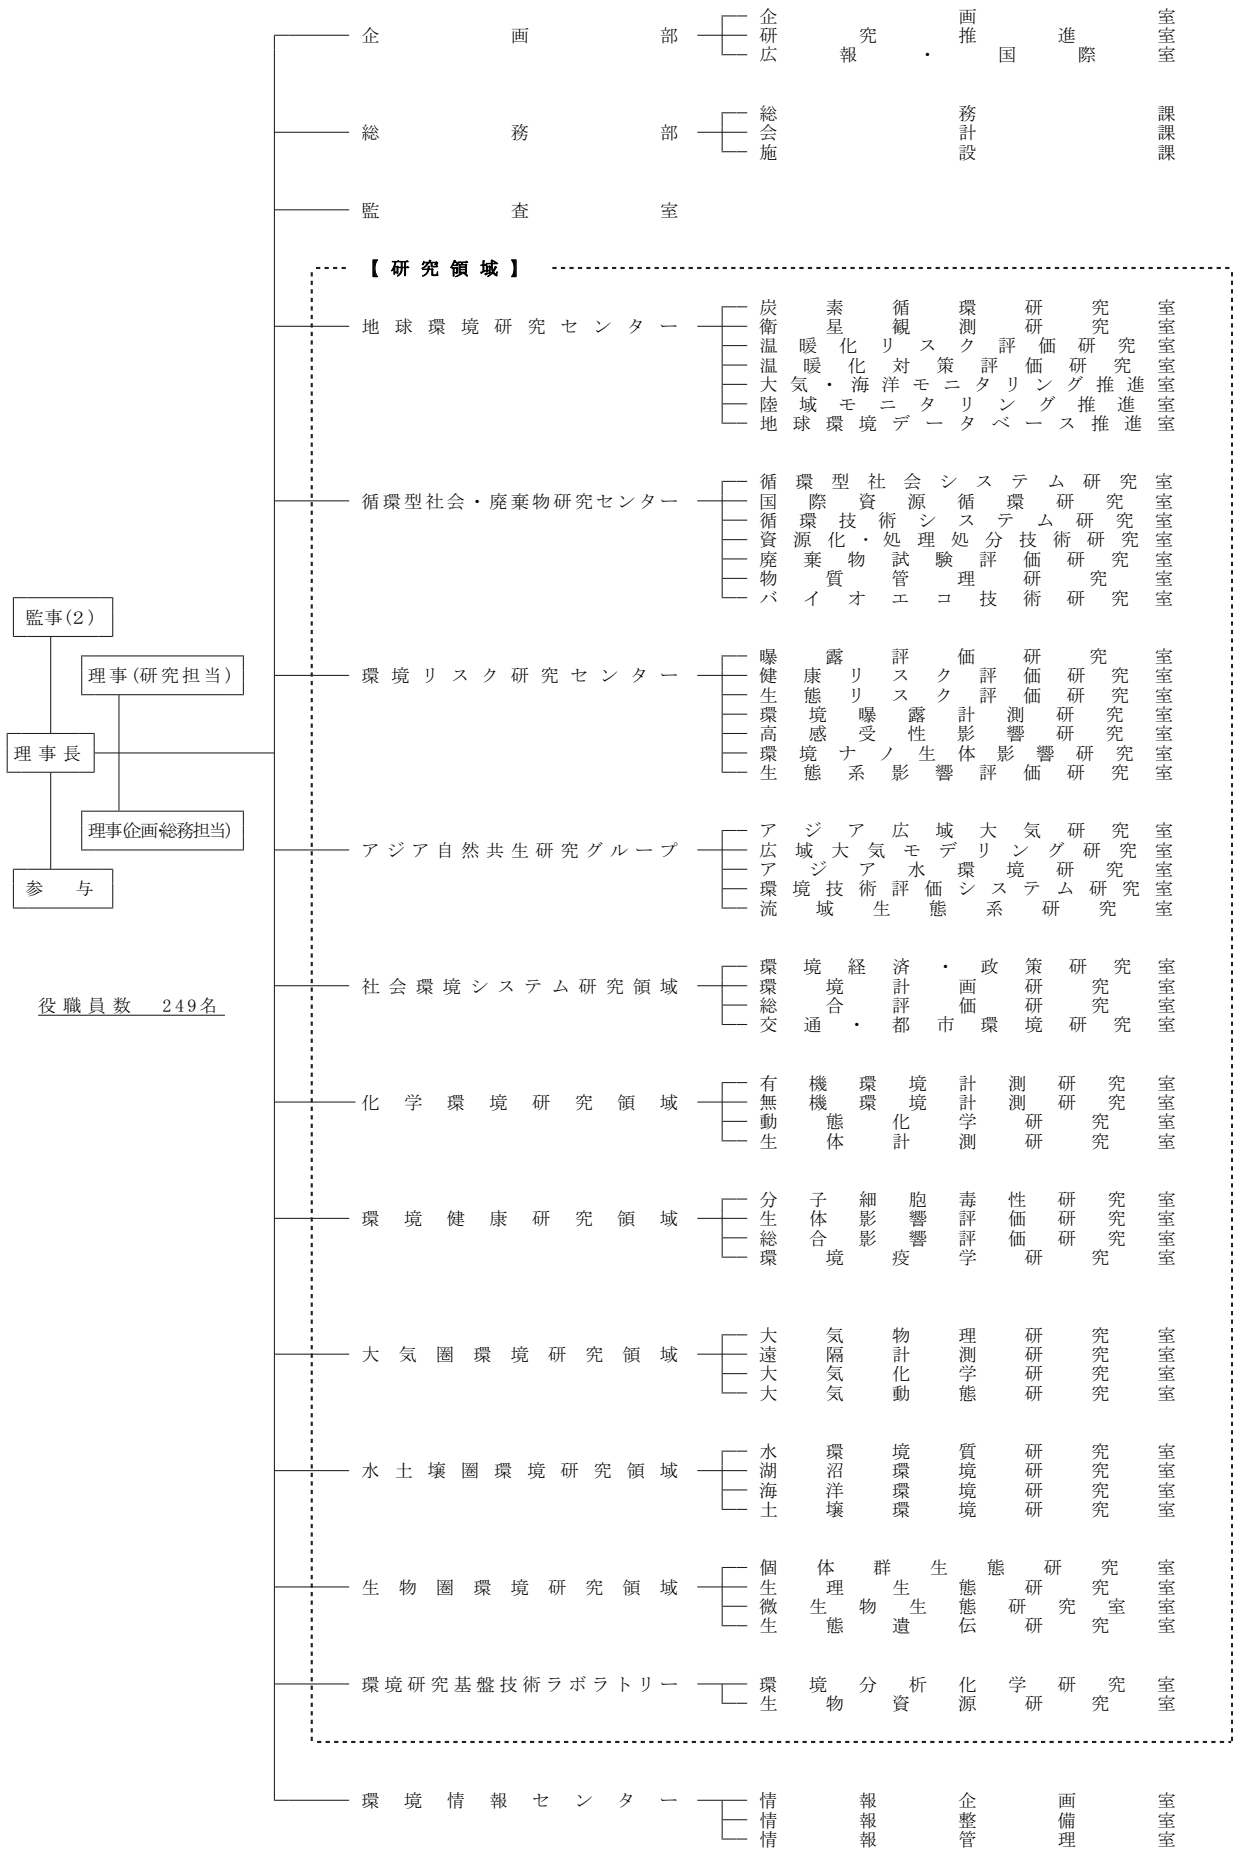 企画部
企画室
研究推進室
広報・国際室
総務部
総務課
会計課
施設課
監査室
【研究領域】
地球環境研究センター
炭素循環研究室
衛星観測研究室
温暖化リスク評価研究室
温暖化対策評価研究室
大気・海洋モニタリング推進室
陸域モニタリング推進室
地球環境データベース推進室
循環型社会・廃棄物研究センター
循環型社会システム研究室
国際資源循環研究室
循環技術システム研究室
資源化・処理処分技術研究室
廃棄物試験評価研究室
物質管理研究室
バイオエコ技術研究室
監事(2)
理事(研究担当)
理事長
理事(企画・総務担当)
参与
役職員数 249名
環境リスク研究センター
曝露評価研究室
健康リスク評価研究室
生態リスク評価研究室
環境曝露計測研究室
高感受性影響研究室
環境ナノ生体影響研究室
生態系影響評価研究室
アジア自然共生研究グループ
アジア広域大気研究室
広域大気モデリング研究室
アジア水環境研究室
環境技術評価システム研究室
流域生態系研究室
社会環境システム研究領域
環境経済・政策研究室
環境計画研究室
総合評価研究室
交通・都市環境研究室
化学環境研究領域
有機環境計測研究室
無機環境計測研究室
動態化学研究室
生体計測研究室
環境健康研究領域
分子細胞毒性研究室
生体影響評価研究室
総合影響評価研究室
環境疫学研究室
大気圏環境研究領域
大気物理研究室
遠隔計測研究室
大気化学研究室
大気動態研究室
水土壌圏環境研究領域
水環境質研究室
湖沼環境研究室
海洋環境研究室
土壌環境研究室
生物圏環境研究領域
個体群生態研究室
生理生態研究室
微生物生態研究室室
生態遺伝研究室
環境研究基盤技術ラボラトリー
環境分析化学研究室
生物資源研究室
環境情報センター
情報企画室
情報整備室
情報管理室